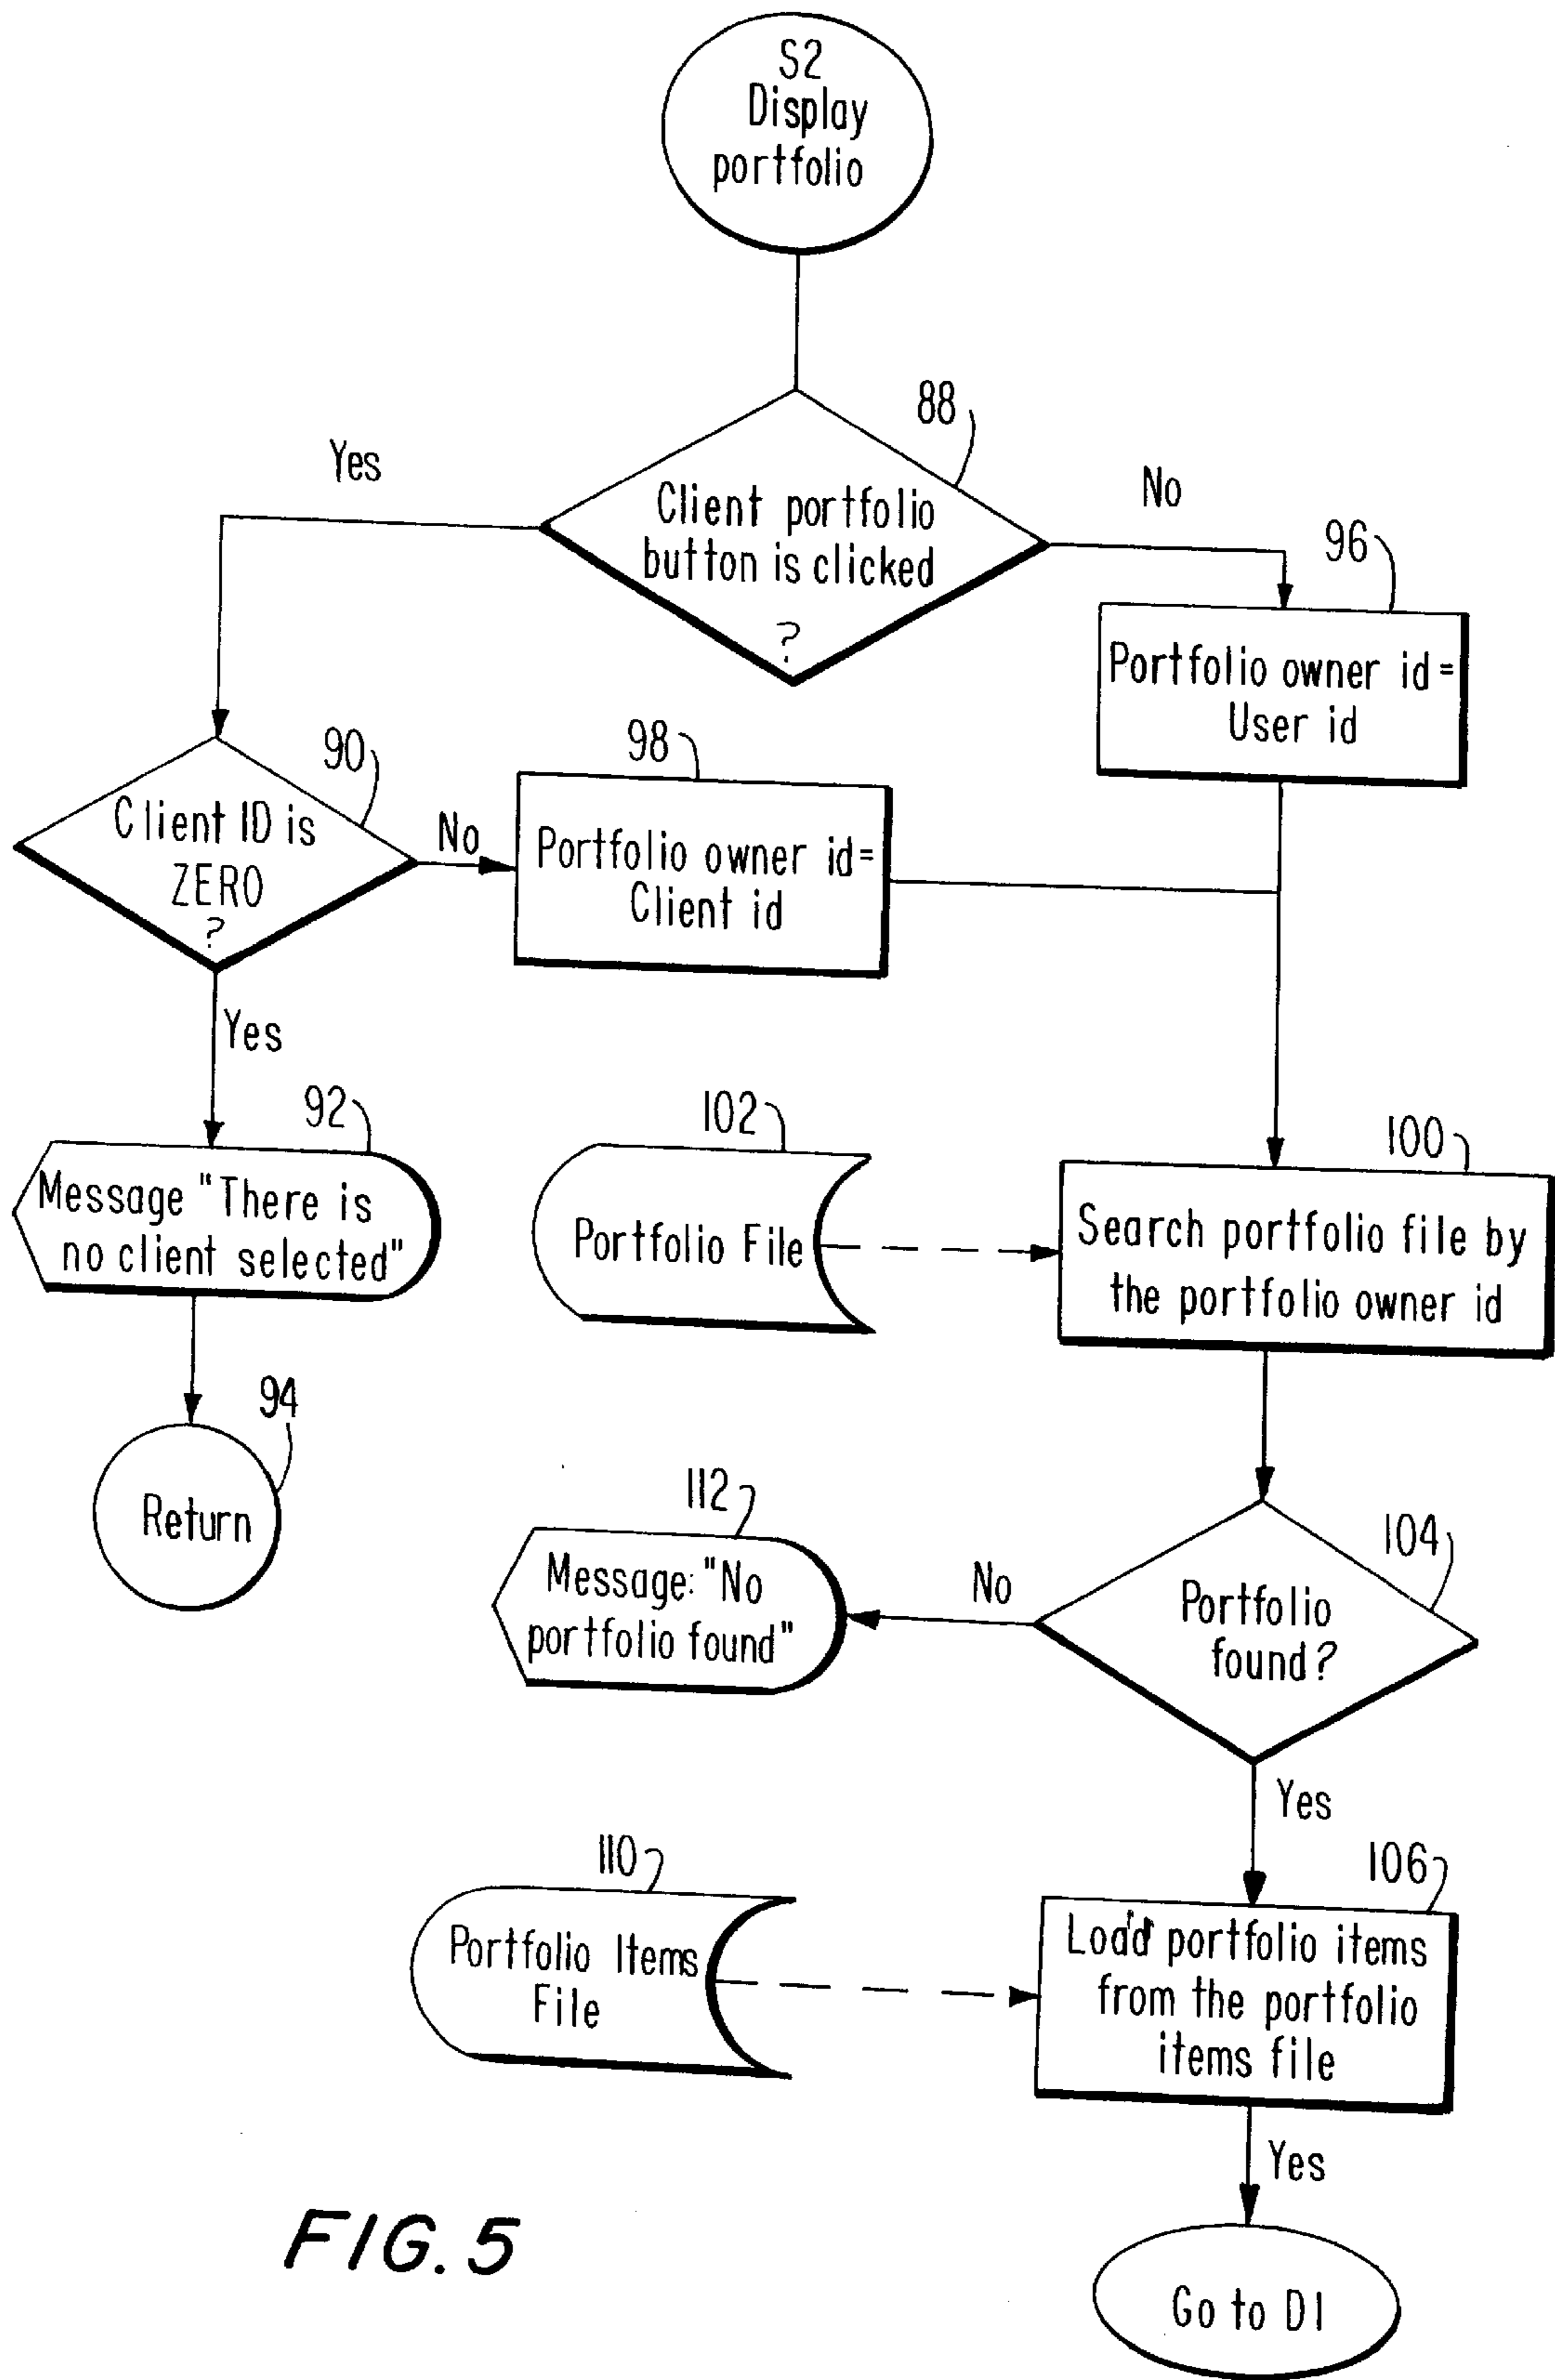 S2
Display
portfolio
88
Yes
No
Client portfolio
button is clicked
?
96
Portfolio owner id=
User id
90
98
Client ID is
ZERO
?
No
Portfolio owner id=
Client id
Yes
92
102
100
Message "There is
no client selected"
Portfolio File
Search portfolio file by
the portfolio owner id
94
Return
112
104
Message: "No
portfolio found"
No
Portfolio
found?
Yes
110
106
Portfolio Items
File
Load portfolio items
from the portfolio
items file
Yes
FIG. 5
Go to D1